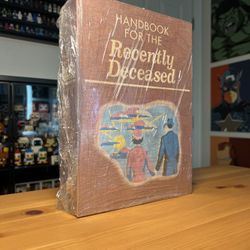 HANDBOOK
FOR THE
Recently
Deceased